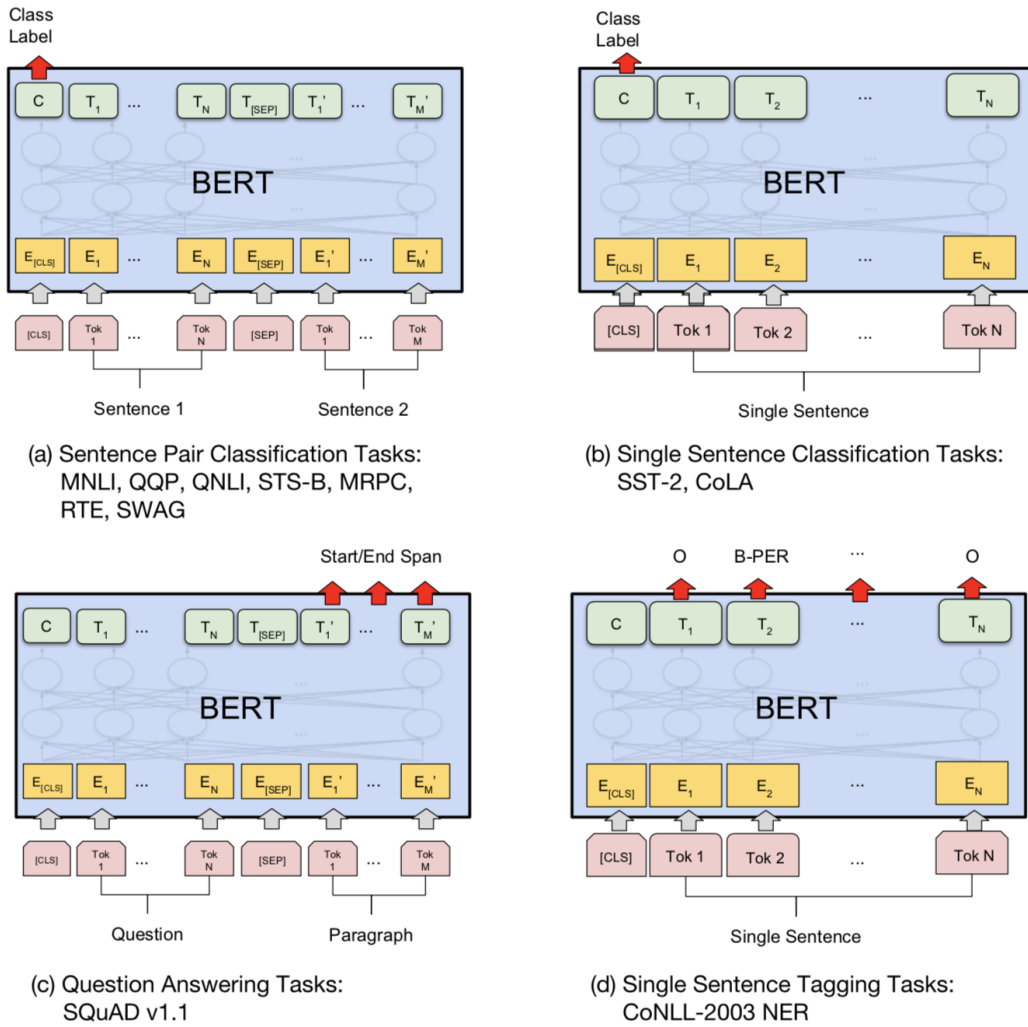 Class
Label
C T1 ... TN T[SEP] T1' ... TM'
...
BERT
...
E[CLS] E1 ... EN E[SEP] E1' ... EM'
[CLS] Tok 1 ... Tok N [SEP] Tok 1 ... Tok M
Sentence 1 Sentence 2
(a) Sentence Pair Classification Tasks:
MNLI, QQP, QNLI, STS-B, MRPC,
RTE, SWAG
Class
Label
C T1 T2 ... TN
...
BERT
...
E[CLS] E1 E2 ... EN
[CLS] Tok 1 Tok 2 ... Tok N
Single Sentence
(b) Single Sentence Classification Tasks:
SST-2, CoLA
Start/End Span
C T1 ... TN T[SEP] T1' ... TM'
...
BERT
...
E[CLS] E1 ... EN E[SEP] E1' ... EM'
[CLS] Tok 1 ... Tok N [SEP] Tok 1 ... Tok M
Question Paragraph
(c) Question Answering Tasks:
SQuAD v1.1
O B-PER ... O
C T1 T2 ... TN
...
BERT
...
E[CLS] E1 E2 ... EN
[CLS] Tok 1 Tok 2 ... Tok N
Single Sentence
(d) Single Sentence Tagging Tasks:
CoNLL-2003 NER